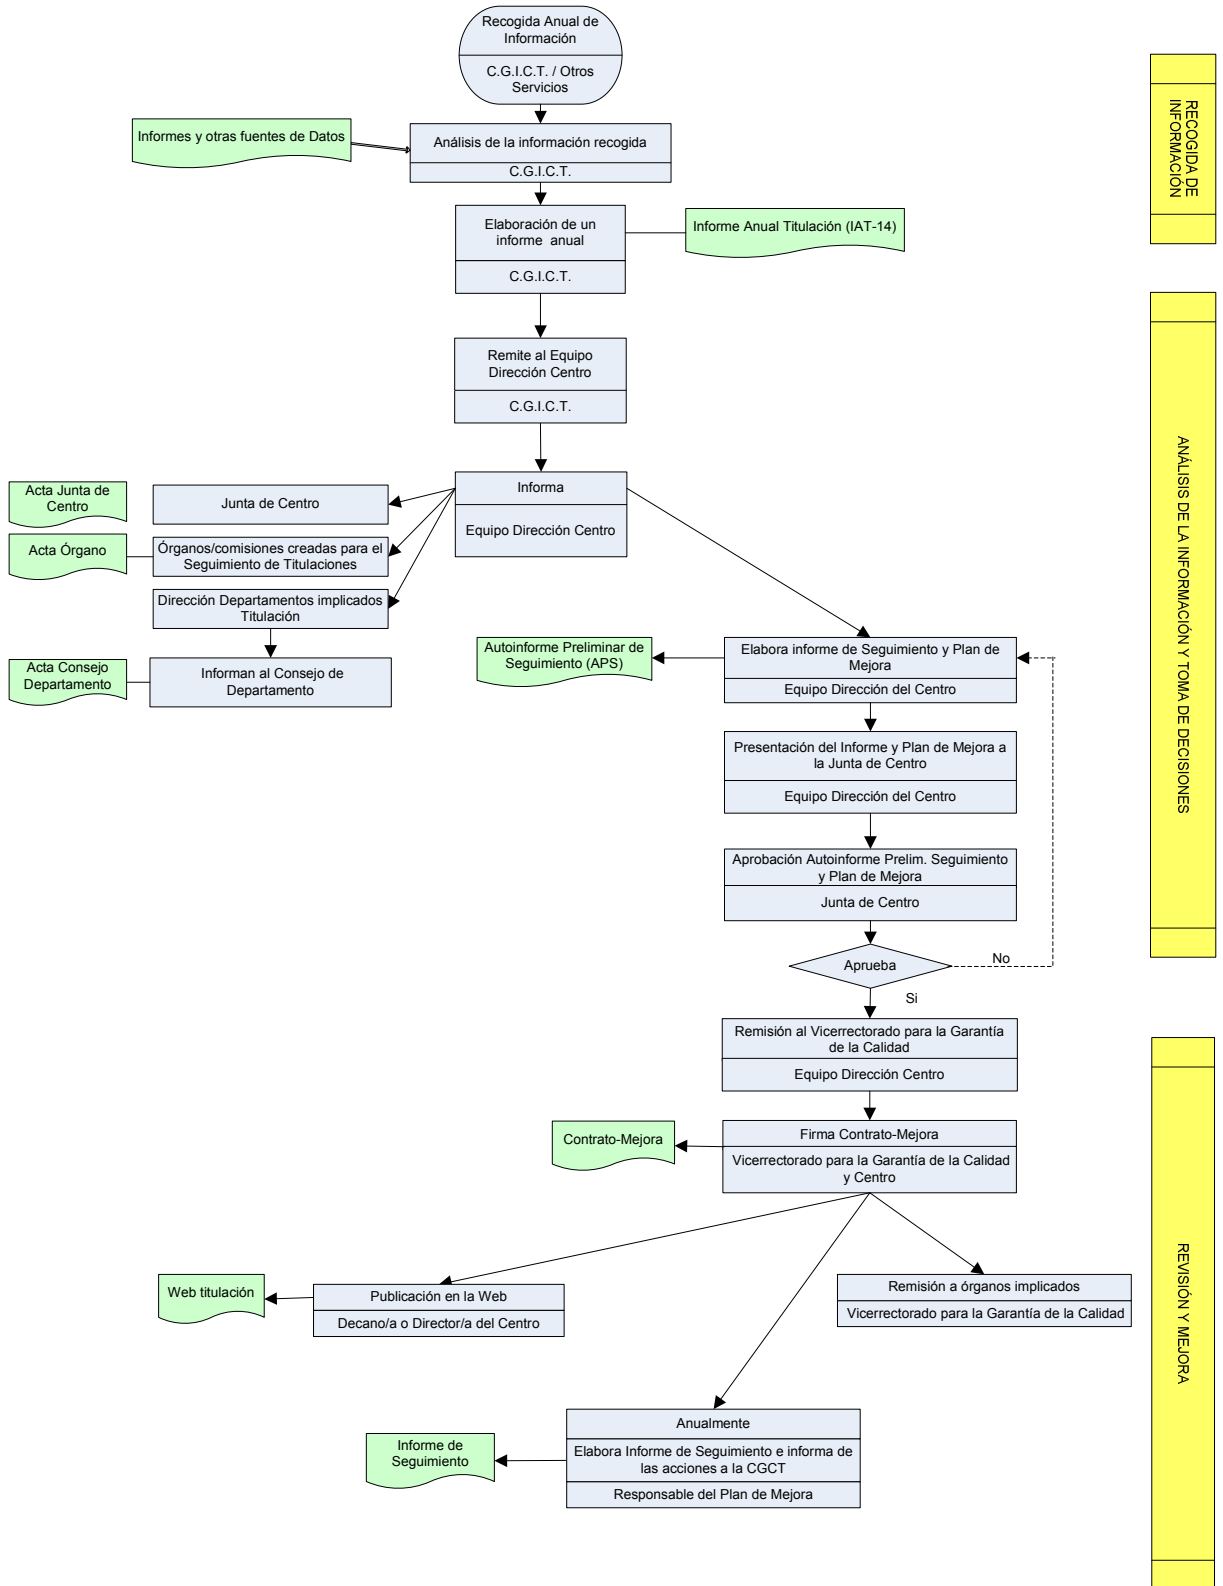 Recogida Anual de
Información
C.G.I.C.T. / Otros
Servicios
RECOGIDA DE
INFORMACIÓN
Informes y otras fuentes de Datos
Análisis de la información recogida
C.G.I.C.T.
Elaboración de un
informe anual
C.G.I.C.T.
Informe Anual Titulación (IAT-14)
Remite al Equipo
Dirección Centro
C.G.I.C.T.
ANÁLISIS DE LA INFORMACIÓN Y TOMA DE DECISIONES
Informa
Equipo Dirección Centro
Acta Junta de
Centro
Junta de Centro
Acta Órgano
Órganos/comisiones creadas para el
Seguimiento de Titulaciones
Dirección Departamentos implicados
Titulación
Acta Consejo
Departamento
Informan al Consejo de
Departamento
Autoinforme Preliminar de
Seguimiento (APS)
Elabora informe de Seguimiento y Plan de
Mejora
Equipo Dirección del Centro
Presentación del Informe y Plan de Mejora a
la Junta de Centro
Equipo Dirección del Centro
Aprobación Autoinforme Prelim. Seguimiento
y Plan de Mejora
Junta de Centro
Aprueba
No
Si
Remisión al Vicerrectorado para la Garantía
de la Calidad
Equipo Dirección Centro
REVISIÓN Y MEJORA
Contrato-Mejora
Firma Contrato-Mejora
Vicerrectorado para la Garantía de la Calidad
y Centro
Web titulación
Publicación en la Web
Decano/a o Director/a del Centro
Remisión a órganos implicados
Vicerrectorado para la Garantía de la Calidad
Informe de
Seguimiento
Anualmente
Elabora Informe de Seguimiento e informa de
las acciones a la CGCT
Responsable del Plan de Mejora